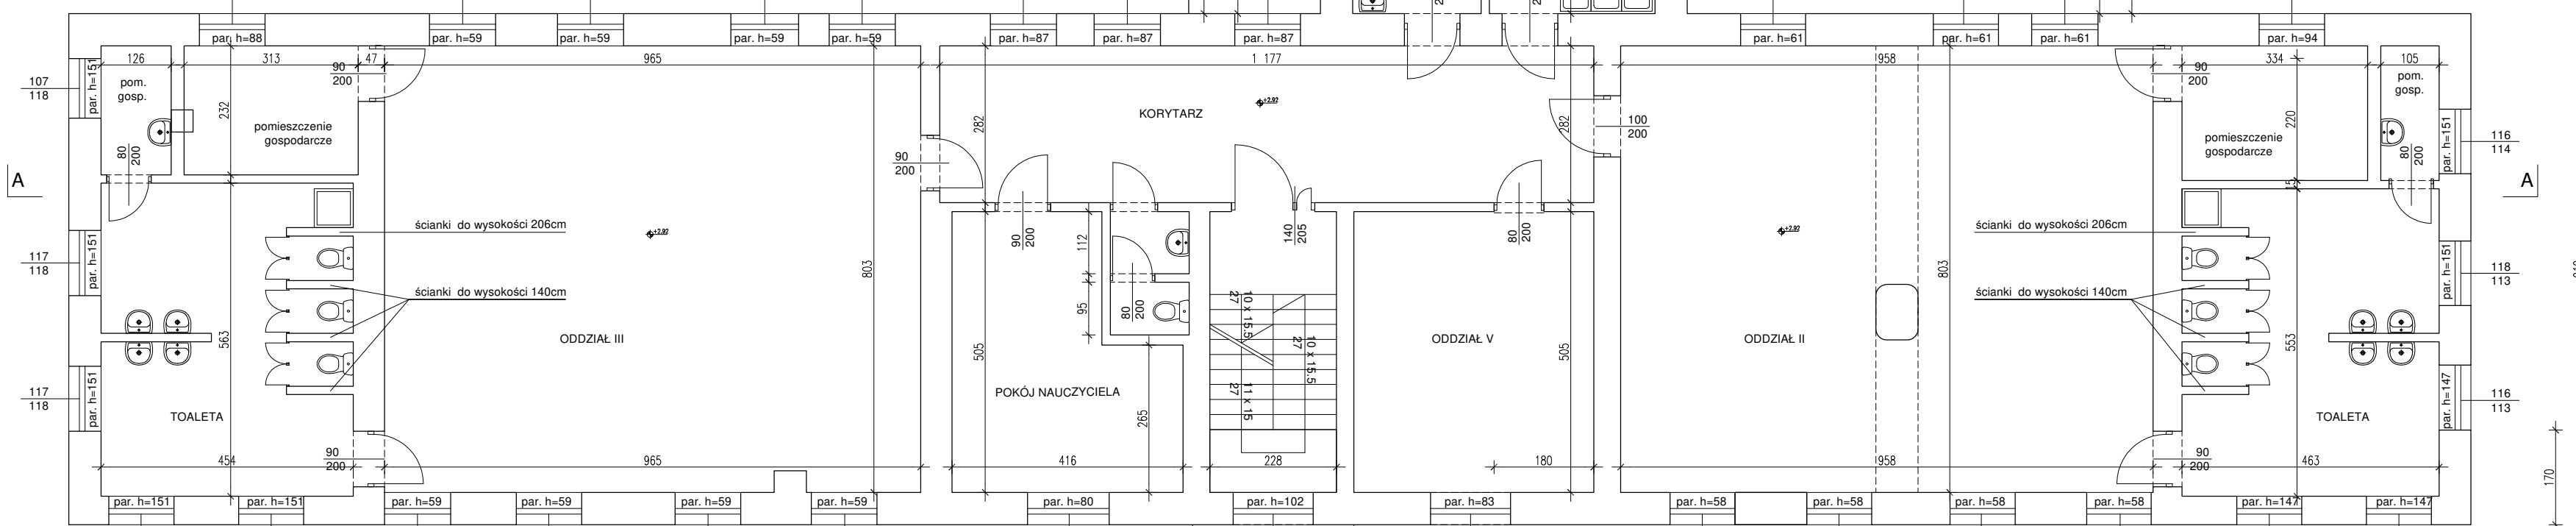 par. h=88
par. h=59
par. h=59
par. h=59
par. h=59
par. h=87
par. h=87
par. h=87
par. h=61
par. h=61
par. h=61
par. h=94
126
313
47
965
1 177
958
334
105
107
118
par. h=151
pom.
gosp.
232
pomieszczenie
gospodarcze
90
200
80
200
KORYTARZ
+2.92
282
282
100
200
90
200
90
200
pomieszczenie
gospodarcze
220
15
pom.
gosp.
80
200
par. h=151
116
114
A
A
ścianki do wysokości 206cm
ścianki do wysokości 140cm
+2.92
803
ODDZIAŁ III
117
118
par. h=151
117
118
par. h=151
563
TOALETA
454
90
200
965
90
200
112
95
80
200
505
POKÓJ NAUCZYCIELA
265
416
140
205
10 x 15.5
27
10 x 15.5
27
11 x 15
27
228
80
200
ODDZIAŁ V
505
180
ODDZIAŁ II
+2.92
803
958
ścianki do wysokości 206cm
ścianki do wysokości 140cm
553
TOALETA
90
200
463
par. h=151
118
113
par. h=147
116
113
170
par. h=151
par. h=151
par. h=59
par. h=59
par. h=59
par. h=59
par. h=80
par. h=102
par. h=83
par. h=58
par. h=58
par. h=58
par. h=58
par. h=147
par. h=147